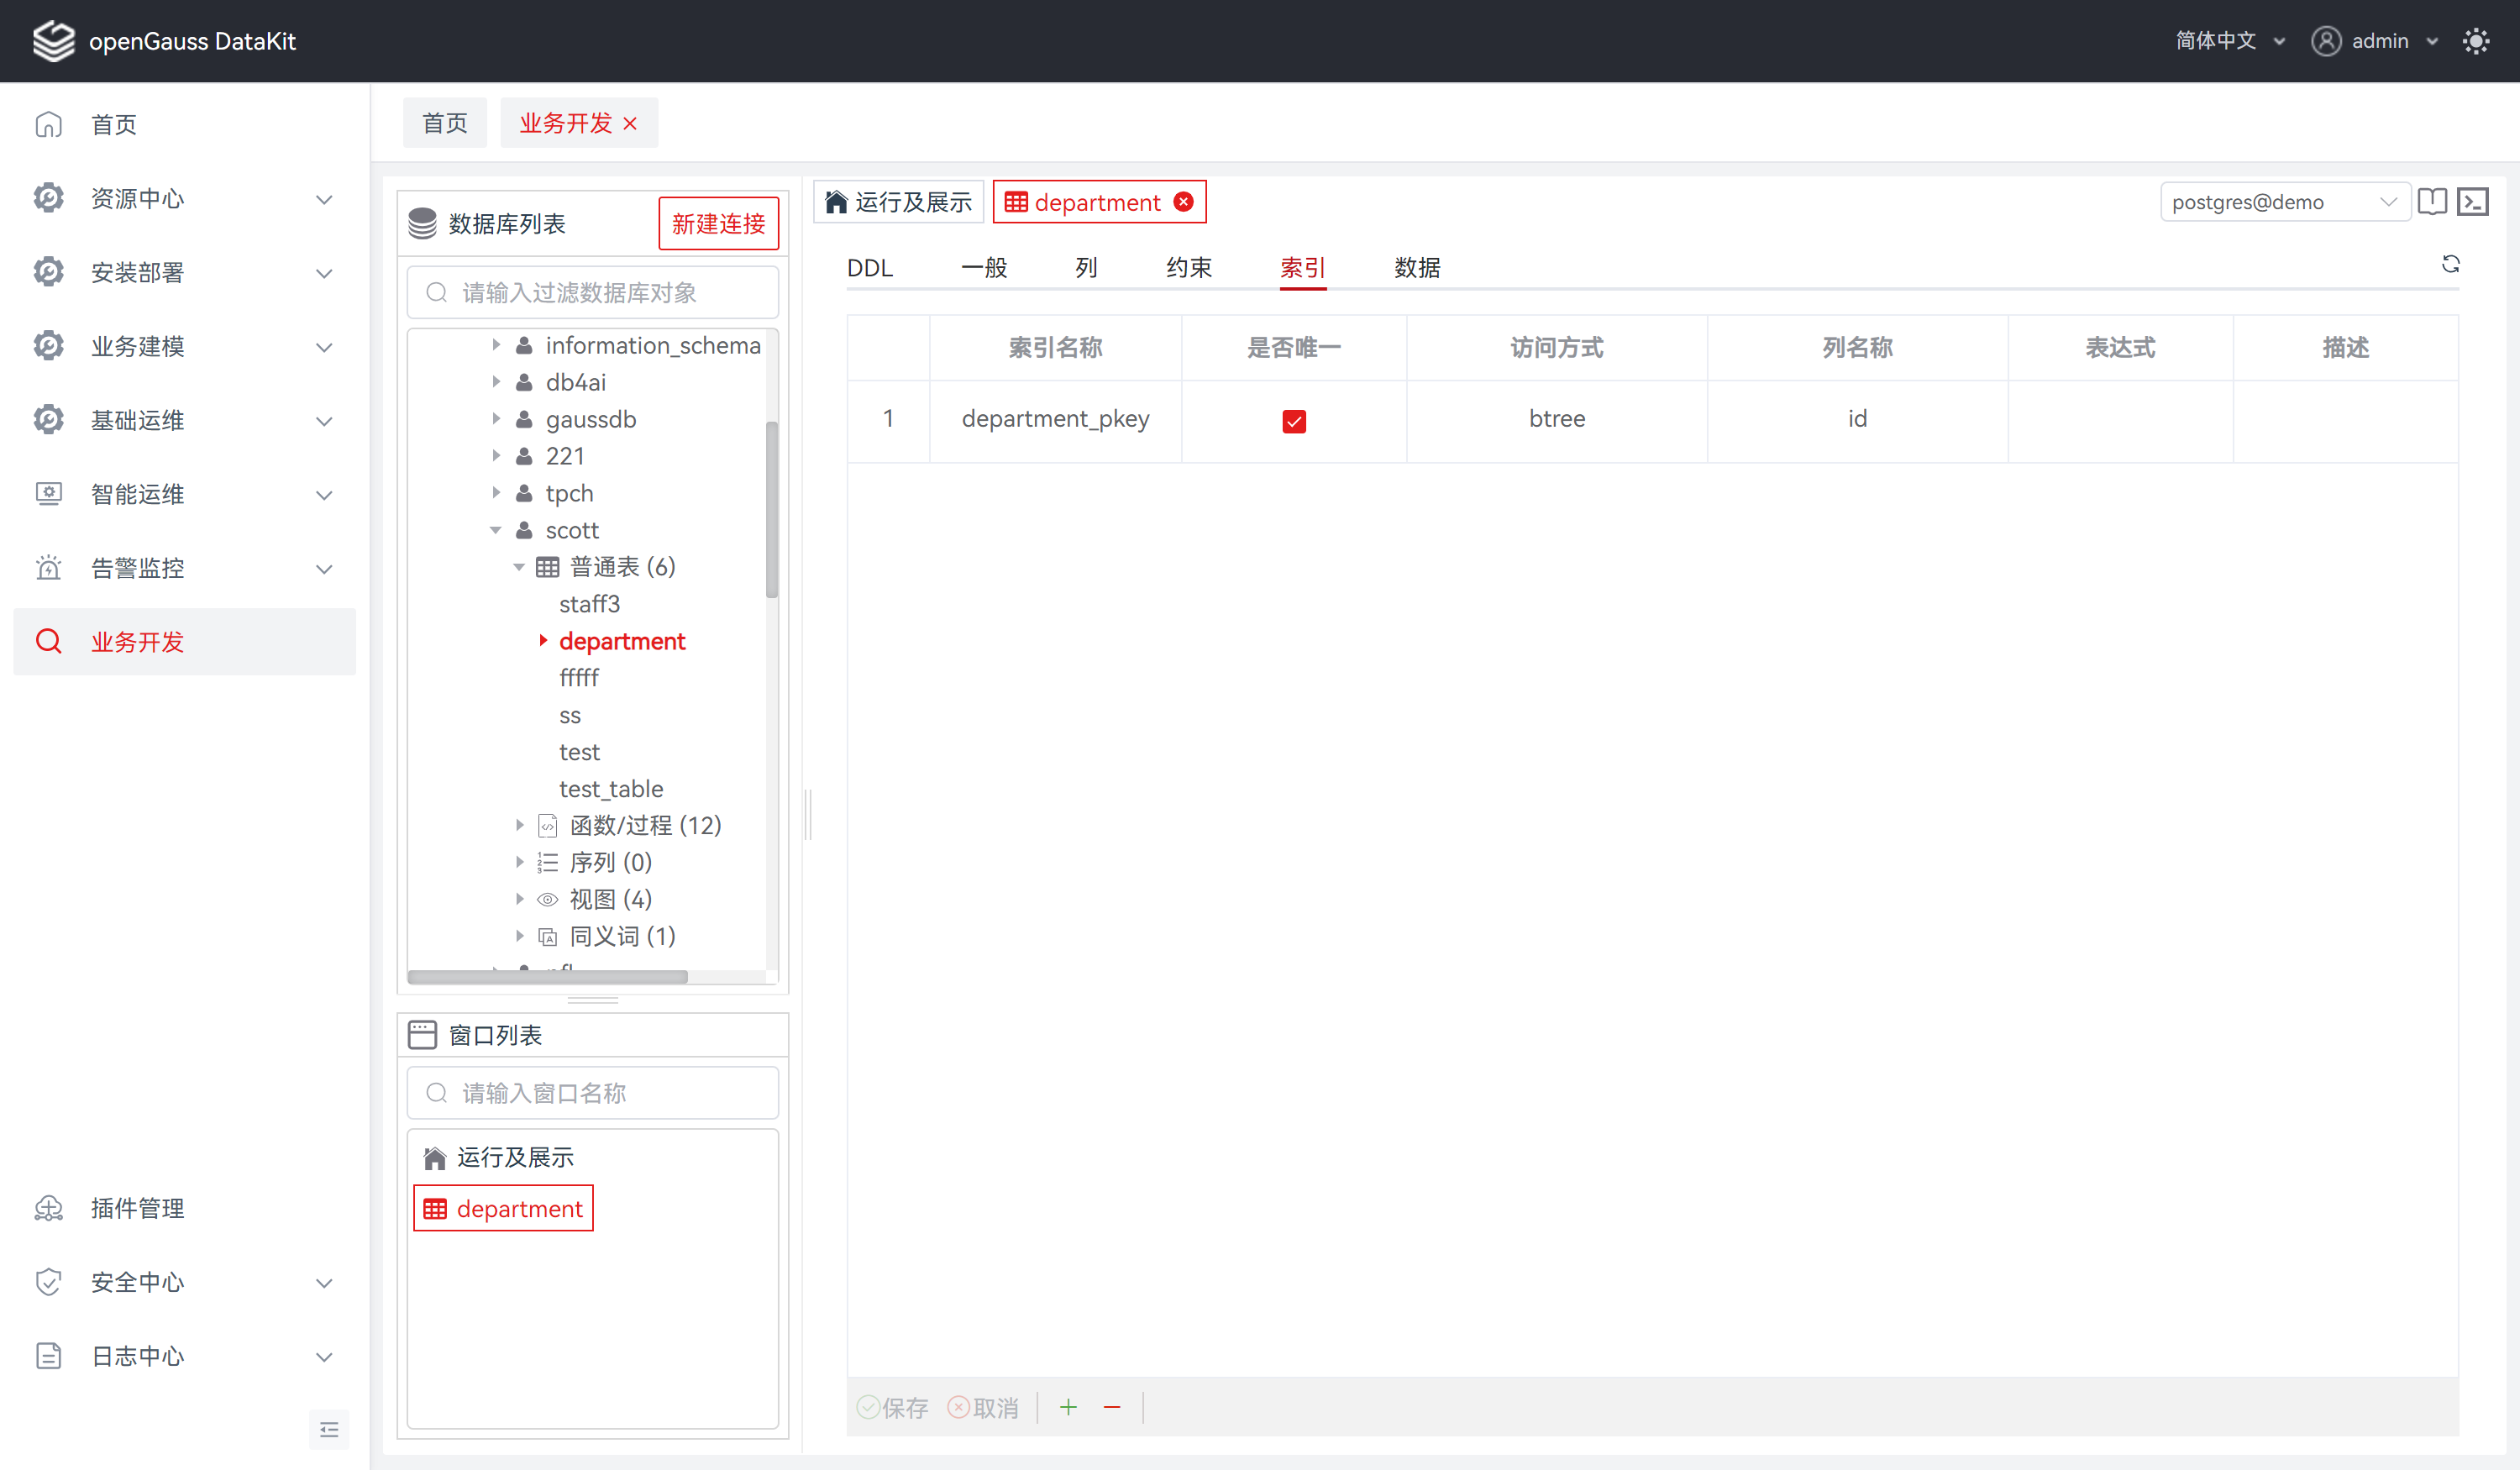 openGauss DataKit
简体中文
admin
首页
资源中心
安装部署
业务建模
基础运维
智能运维
告警监控
业务开发
插件管理
安全中心
日志中心
首页
业务开发
数据库列表
新建连接
请输入过滤数据库对象
information_schema
db4ai
gaussdb
221
tpch
scott
普通表 (6)
staff3
department
fffff
ss
test
test_table
函数/过程 (12)
序列 (0)
视图 (4)
同义词 (1)
窗口列表
请输入窗口名称
运行及展示
department
运行及展示
department
postgres@demo
DDL 一般 列 约束 索引 数据
索引名称 是否唯一 访问方式 列名称 表达式 描述
1 department_pkey btree id
保存 取消